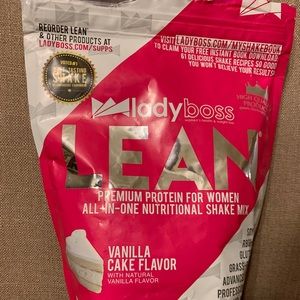 REORDER LEAN
& OTHER PRODUCTS AT
LADYBOSS.COM/SUPPS
VISIT LADYBOSS.COM/MYSHAKEBOOK
TO CLAIM YOUR FREE INSTANT BOOK DOWNLOAD
61 DELICIOUS SHAKE RECIPES SO GOOD
YOU WON'T BELIEVE YOUR RESULTS!
ladyboss
LEAN
PREMIUM PROTEIN FOR WOMEN
ALL-IN-ONE NUTRITIONAL SHAKE MIX
VANILLA
CAKE FLAVOR
WITH NATURAL
VANILLA FLAVOR